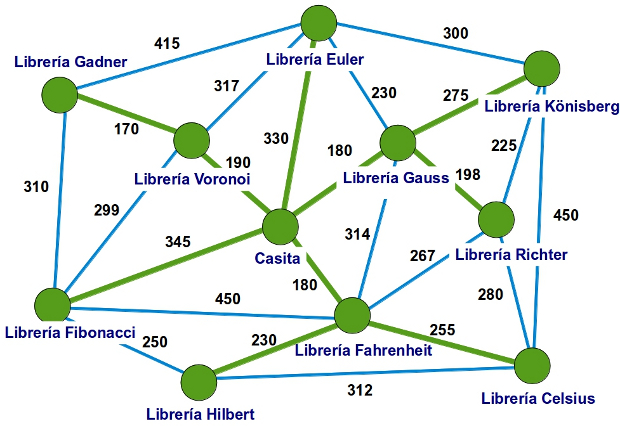 415
300
Librería Gadner
Librería Euler
317
230
275
Librería Könisberg
170
330
180
225
190
Librería Voronoi
Librería Gauss
198
310
299
450
345
314
Casita
267
Librería Richter
180
280
450
Librería Fibonacci
250
230
Librería Fahrenheit
255
312
Librería Celsius
Librería Hilbert